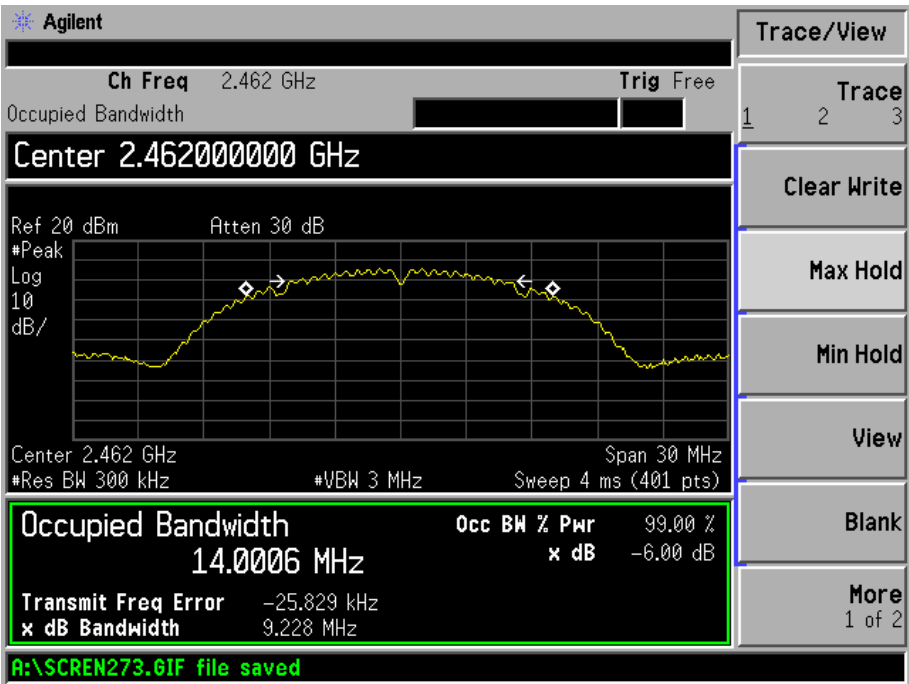 Agilent
Trace/View
Ch Freq 2.462 GHz Trig Free
Occupied Bandwidth
Center 2.462000000 GHz
Ref 20 dBm Atten 30 dB
#Peak
Log
10
dB/
Center 2.462 GHz Span 30 MHz
#Res BW 300 kHz #VBW 3 MHz Sweep 4 ms (401 pts)
Occupied Bandwidth Occ BW % Pwr 99.00 %
14.0006 MHz x dB -6.00 dB
Transmit Freq Error -25.829 kHz
x dB Bandwidth 9.228 MHz
A:\SCREN273.GIF file saved
Trace
1 2 3
Clear Write
Max Hold
Min Hold
View
Blank
More
1 of 2